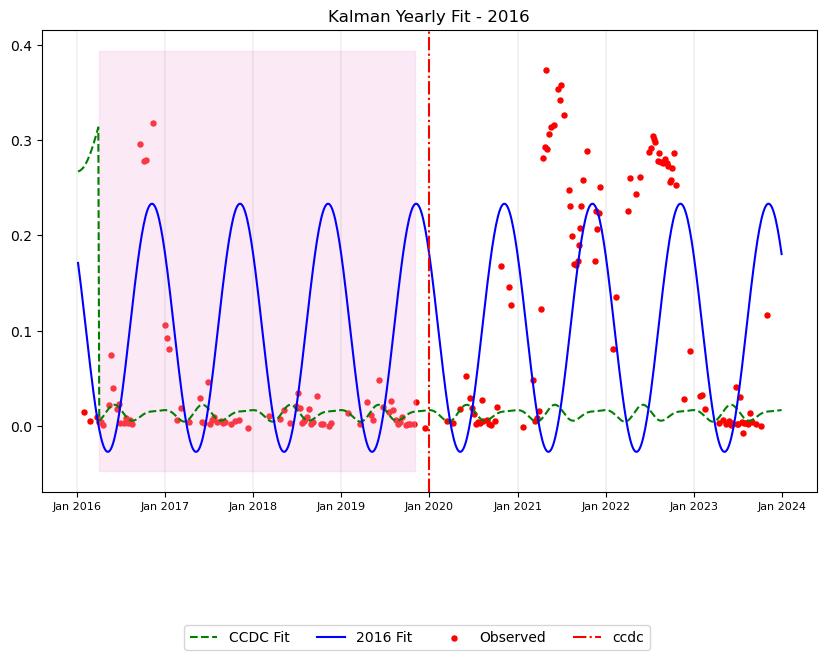 Kalman Yearly Fit - 2016
0.4
0.3
0.2
0.1
0.0
Jan 2016 Jan 2017 Jan 2018 Jan 2019 Jan 2020 Jan 2021 Jan 2022 Jan 2023 Jan 2024
CCDC Fit 2016 Fit Observed ccdc